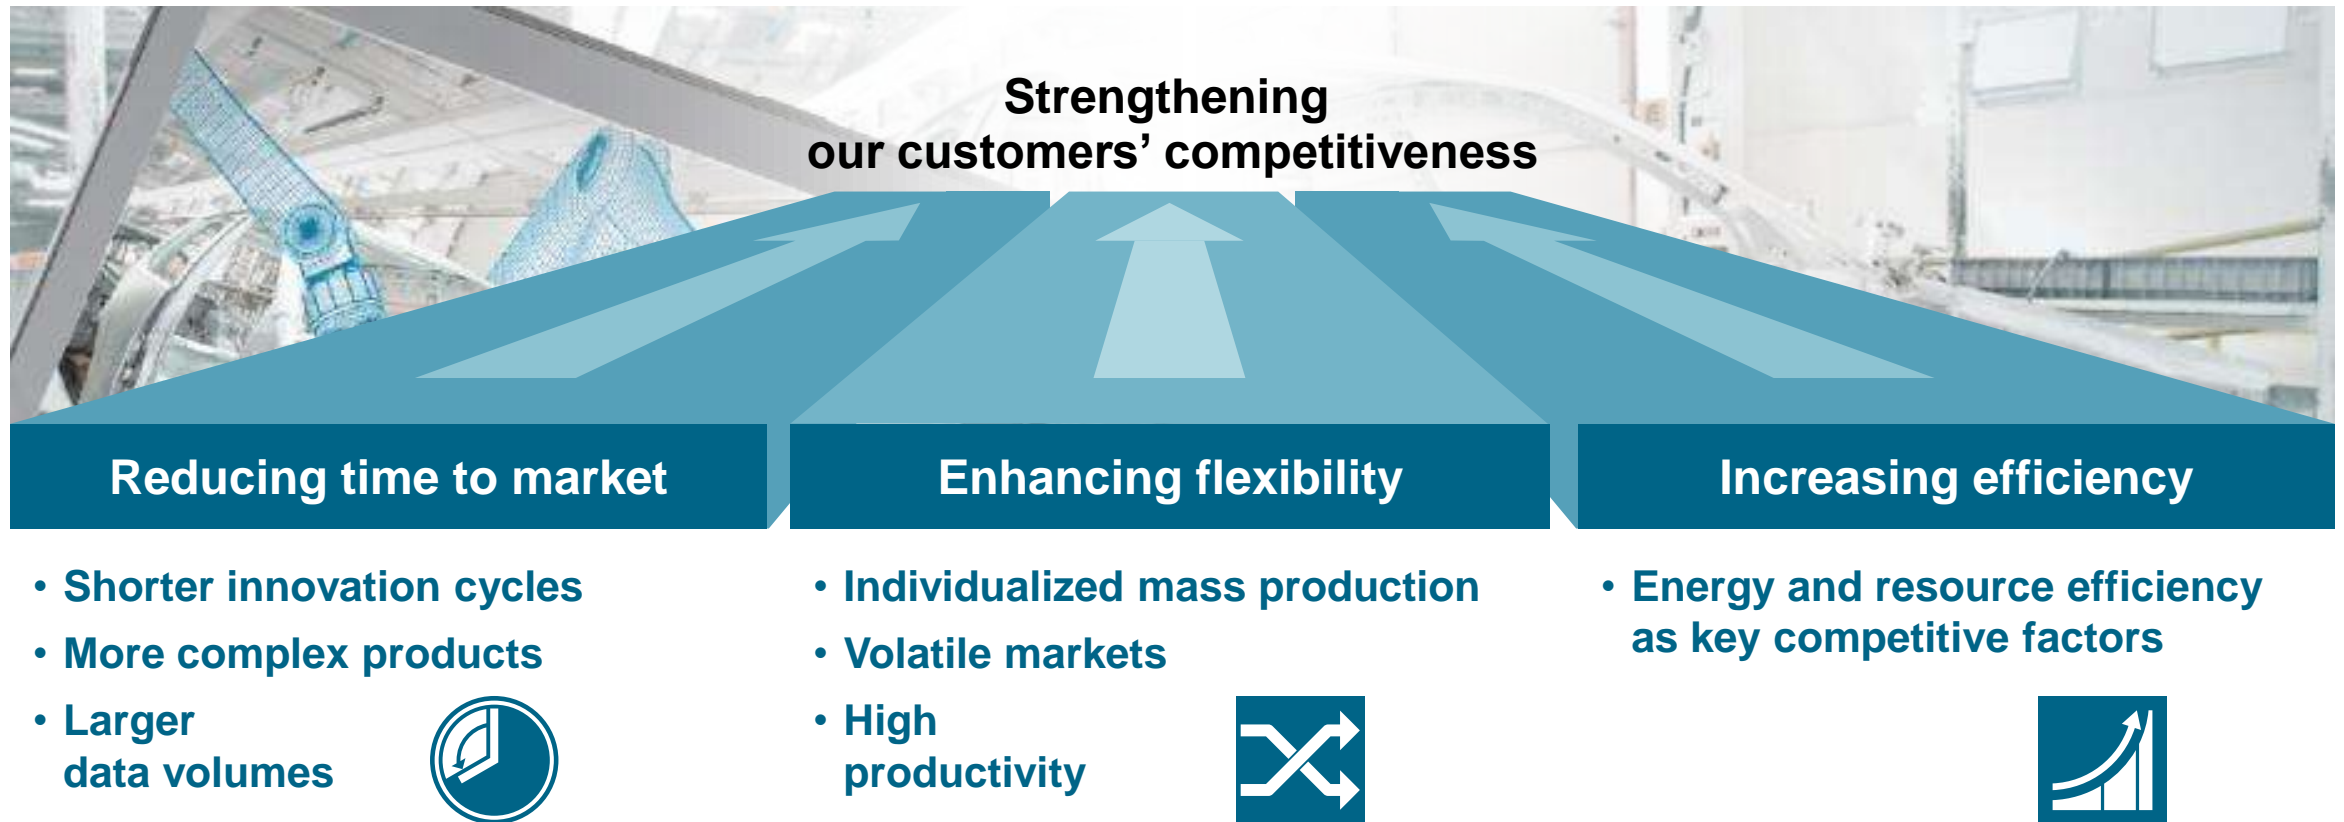 Strengthening
our customers’ competitiveness
Reducing time to market
• Shorter innovation cycles
• More complex products
• Larger
data volumes
Enhancing flexibility
• Individualized mass production
• Volatile markets
• High
productivity
Increasing efficiency
• Energy and resource efficiency
as key competitive factors